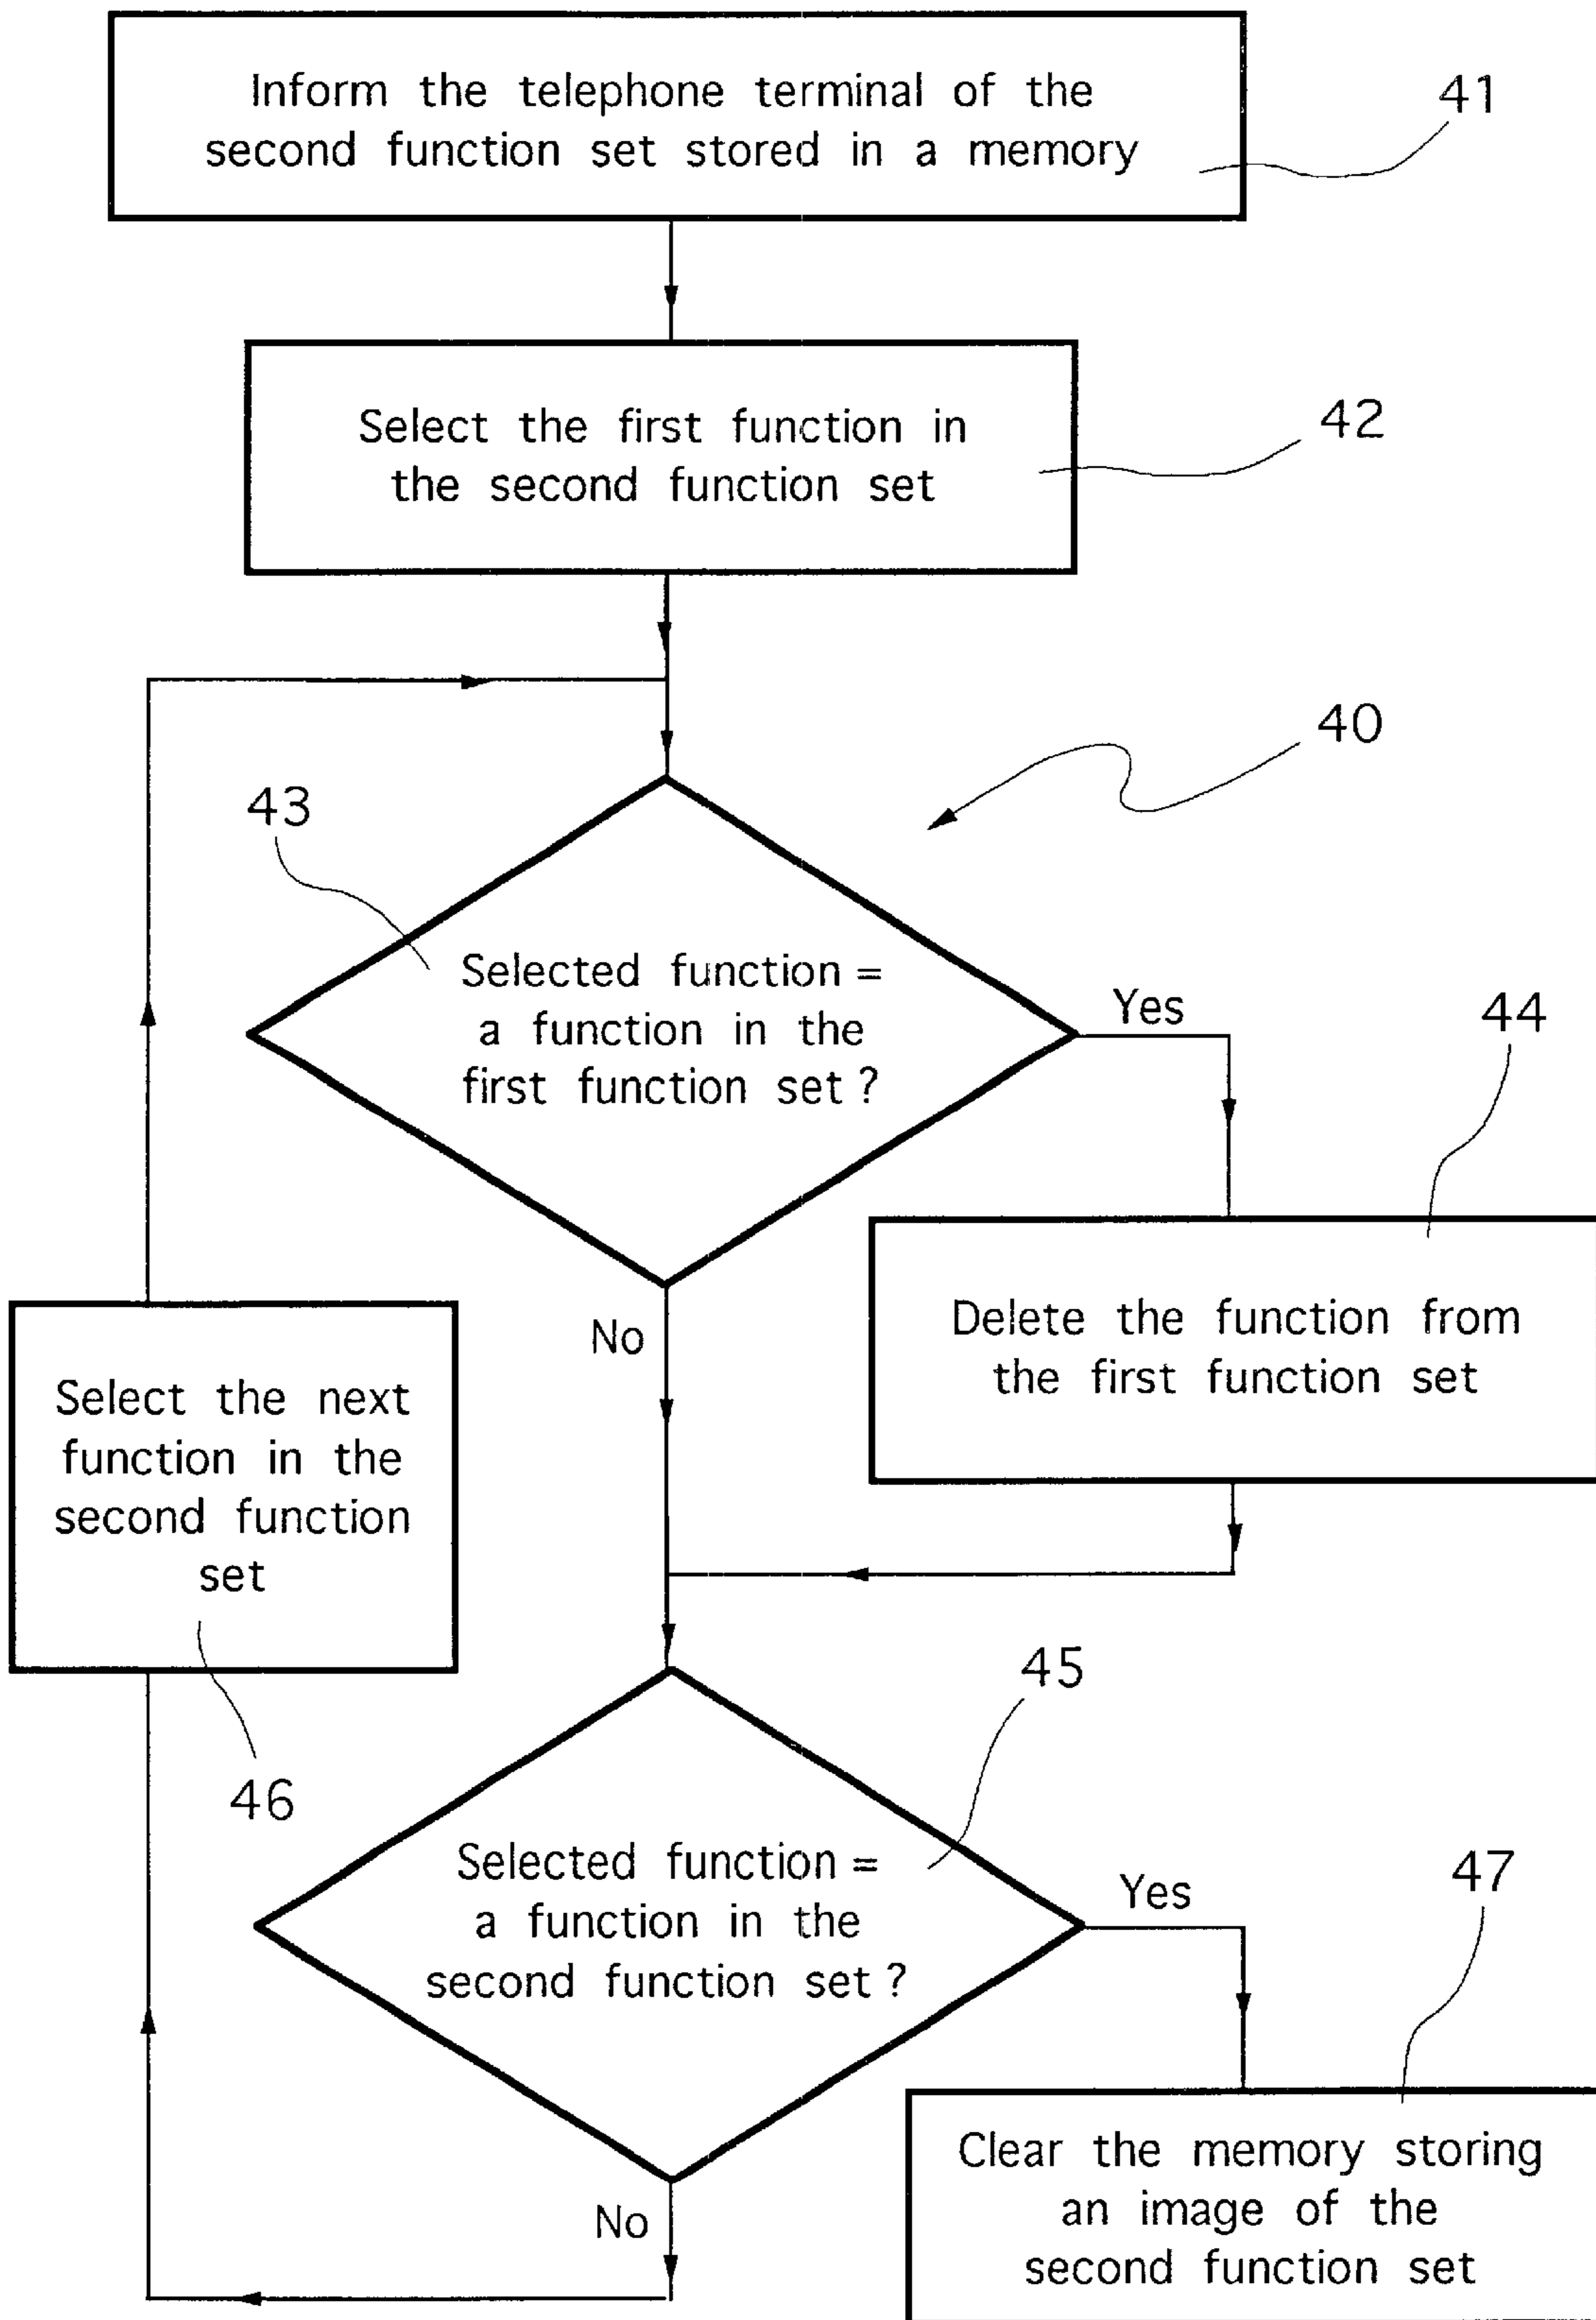 Inform the telephone terminal of the
second function set stored in a memory
41
Select the first function in
the second function set
42
40
43
Selected function =
a function in the
first function set ?
Yes
44
No
Delete the function from
the first function set
Select the next
function in the
second function
set
46
45
Selected function =
a function in the
second function set ?
Yes
47
No
Clear the memory storing
an image of the
second function set